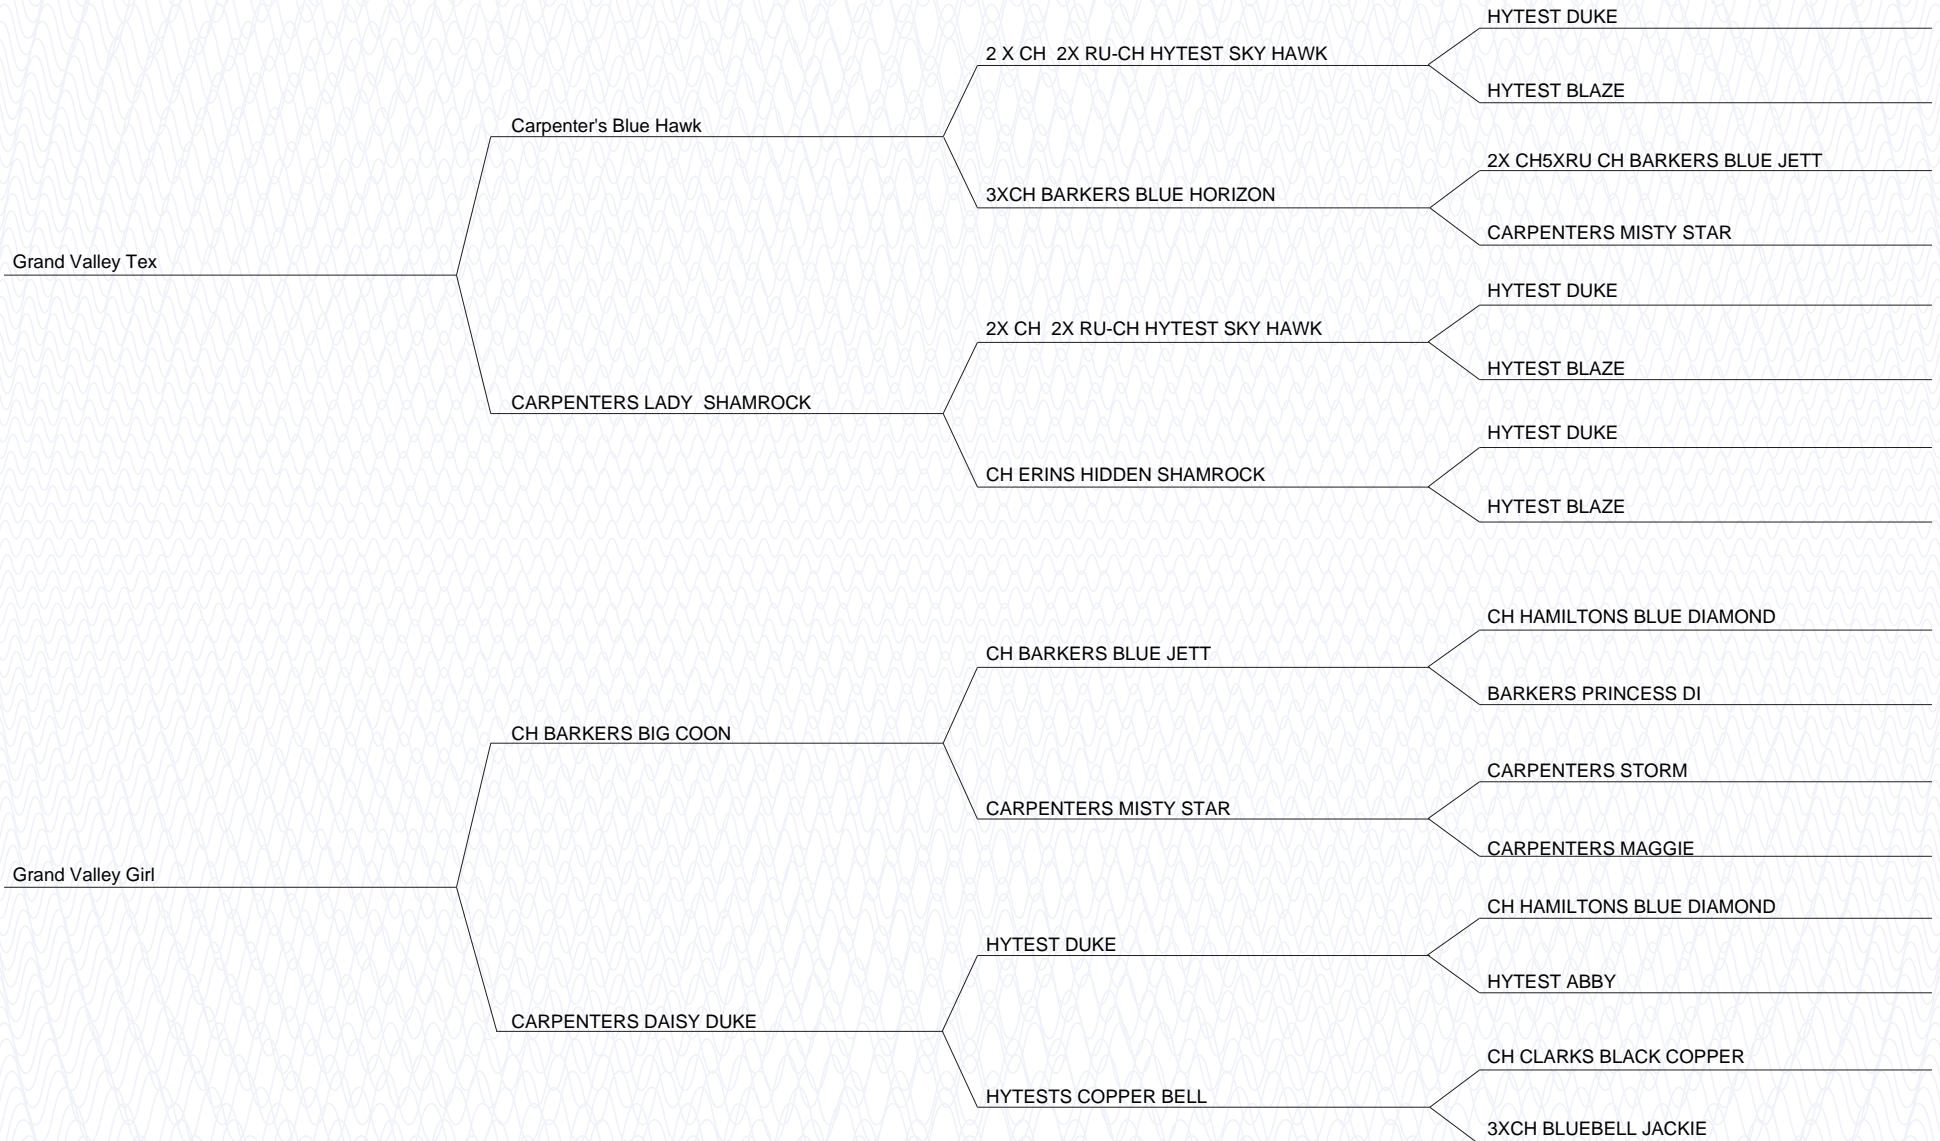 HYTEST DUKE
2 X CH  2X RU-CH HYTEST SKY HAWK
HYTEST BLAZE
Carpenter's Blue Hawk
2X CH5XRU CH BARKERS BLUE JETT
3XCH BARKERS BLUE HORIZON
CARPENTERS MISTY STAR
Grand Valley Tex
HYTEST DUKE
2X CH  2X RU-CH HYTEST SKY HAWK
HYTEST BLAZE
CARPENTERS LADY  SHAMROCK
HYTEST DUKE
CH ERINS HIDDEN SHAMROCK
HYTEST BLAZE
CH HAMILTONS BLUE DIAMOND
CH BARKERS BLUE JETT
BARKERS PRINCESS DI
CH BARKERS BIG COON
CARPENTERS STORM
CARPENTERS MISTY STAR
CARPENTERS MAGGIE
Grand Valley Girl
CH HAMILTONS BLUE DIAMOND
HYTEST DUKE
HYTEST ABBY
CARPENTERS DAISY DUKE
CH CLARKS BLACK COPPER
HYTESTS COPPER BELL
3XCH BLUEBELL JACKIE